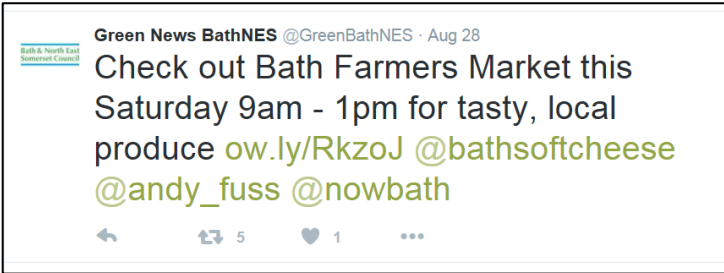 Bath & North East
Somerset Council
Green News BathNES @GreenBathNES · Aug 28
Check out Bath Farmers Market this
Saturday 9am - 1pm for tasty, local
produce ow.ly/RkzoJ @bathsoftcheese
@andy_fuss @nowbath
5 1